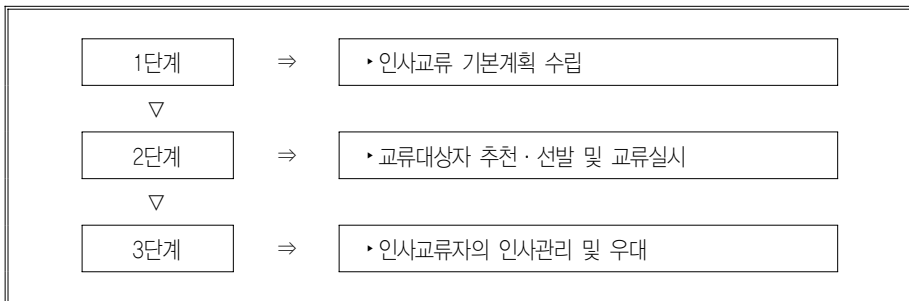 1단계 ⇒ ‣인사교류 기본계획 수립
▽
2단계 ⇒ ‣교류대상자 추천 · 선발 및 교류실시
▽
3단계 ⇒ ‣인사교류자의 인사관리 및 우대